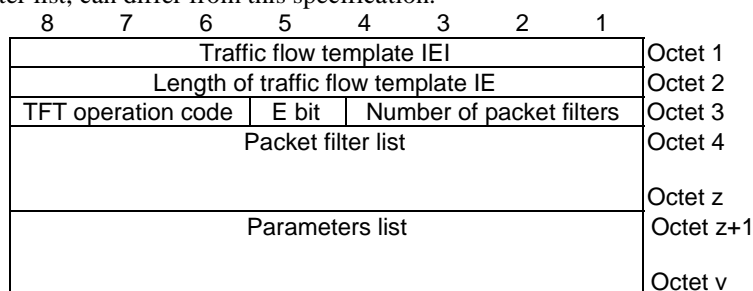 ter list, can differ from this specification.
8 7 6 5 4 3 2 1
Traffic flow template IEI Octet 1
Length of traffic flow template IE Octet 2
TFT operation code E bit Number of packet filters Octet 3
Packet filter list Octet 4
Octet z
Parameters list Octet z+1
Octet v